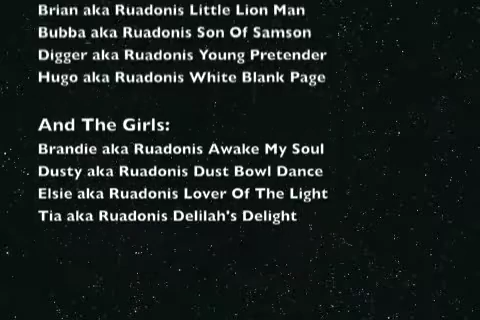 Brian aka Ruadonis Little Lion Man
Bubba aka Ruadonis Son Of Samson
Digger aka Ruadonis Young Pretender
Hugo aka Ruadonis White Blank Page
And The Girls:
Brandie aka Ruadonis Awake My Soul
Dusty aka Ruadonis Dust Bowl Dance
Elsie aka Ruadonis Lover Of The Light
Tia aka Ruadonis Delilah's Delight